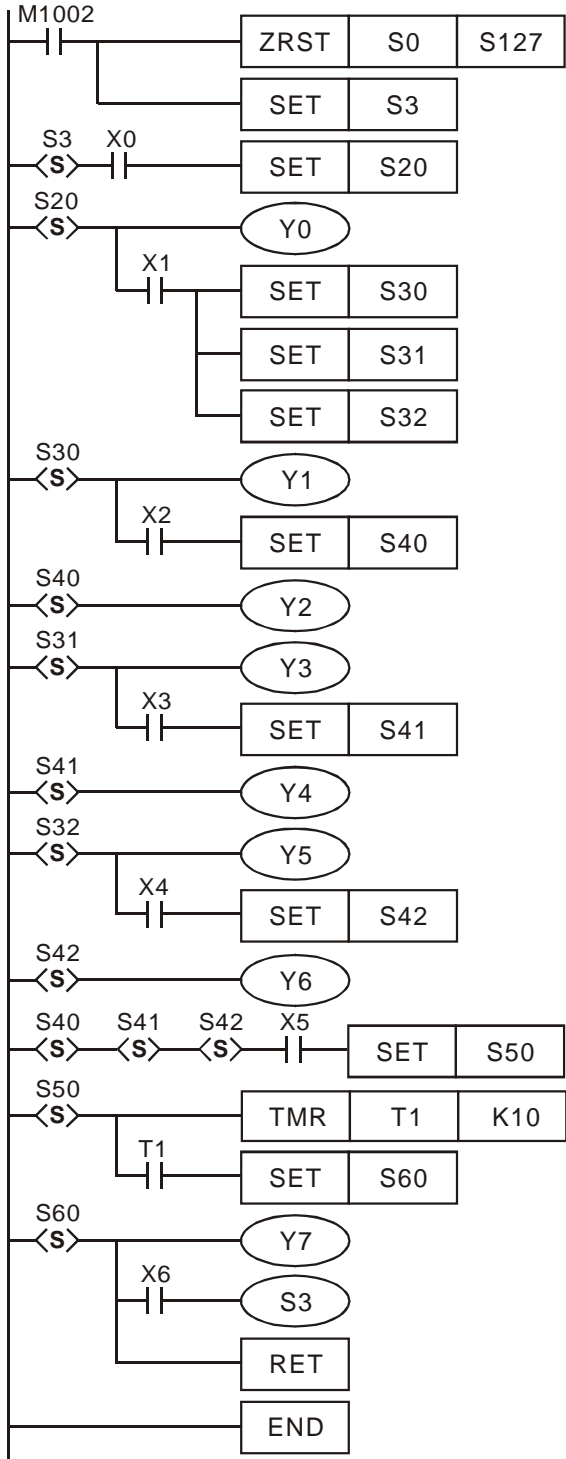 M1002
ZRST S0 S127
SET S3
S3 X0
S SET S20
S20
S Y0
X1
SET S30
SET S31
SET S32
S30
S Y1
X2
SET S40
S40
S Y2
S31
S Y3
X3
SET S41
S41
S Y4
S32
S Y5
X4
SET S42
S42
S Y6
S40 S41 S42 X5
S S S SET S50
S50
S TMR T1 K10
T1
SET S60
S60
S Y7
X6
S3
RET
END